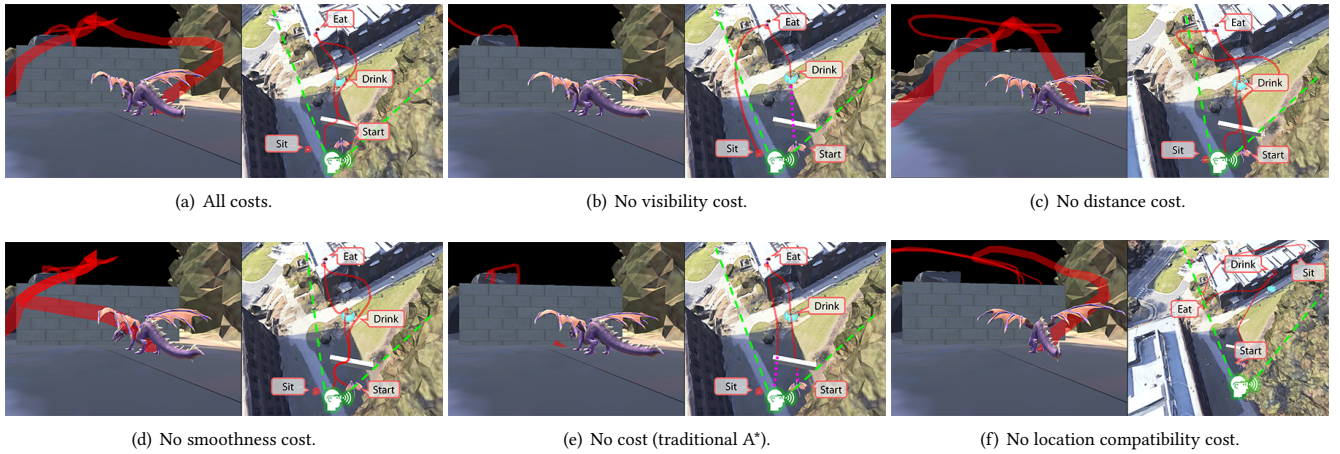 Eat
Drink
Sit
Start
Eat
Drink
Sit
Start
Eat
Drink
Sit
Start
(a) All costs.
(b) No visibility cost.
(c) No distance cost.
Eat
Drink
Sit
Start
Eat
Drink
Sit
Start
Drink
Sit
Eat
Start
(d) No smoothness cost.
(e) No cost (traditional A*).
(f) No location compatibility cost.